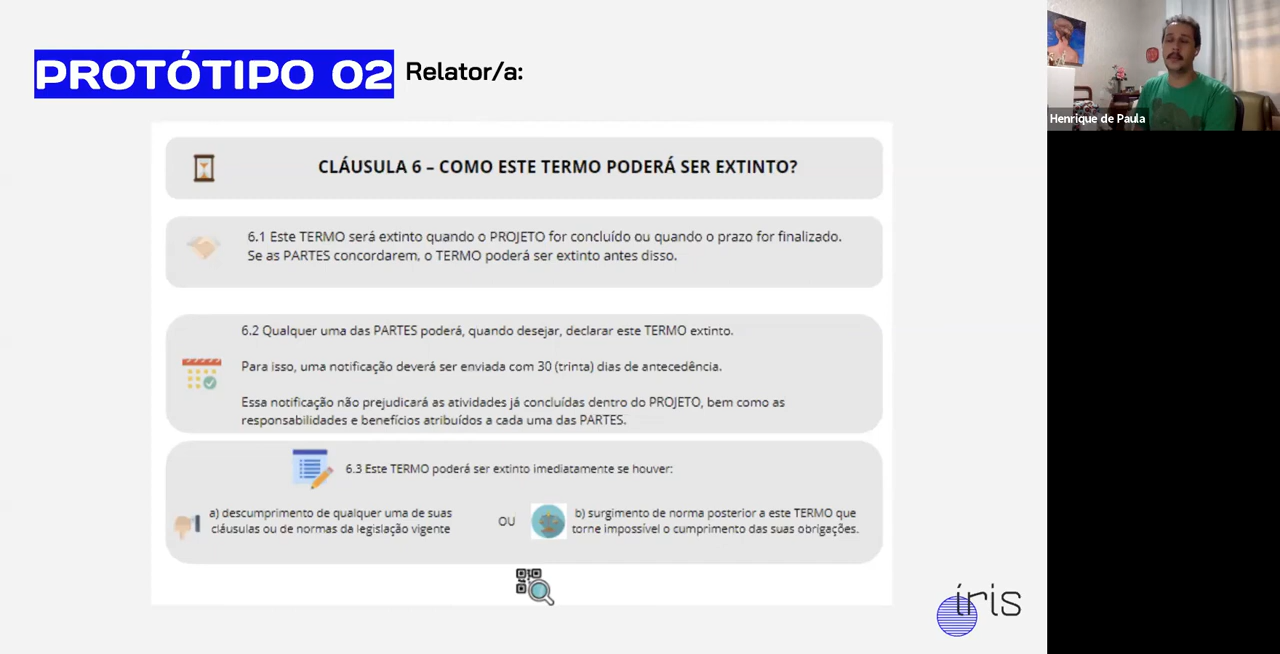 PROTÓTIPO 02 Relator/a:
Henrique de Paula
CLÁUSULA 6 – COMO ESTE TERMO PODERÁ SER EXTINTO?
6.1 Este TERMO será extinto quando o PROJETO for concluído ou quando o prazo for finalizado.
Se as PARTES concordarem, o TERMO poderá ser extinto antes disso.
6.2 Qualquer uma das PARTES poderá, quando desejar, declarar este TERMO extinto.
Para isso, uma notificação deverá ser enviada com 30 (trinta) dias de antecedência.
Essa notificação não prejudicará as atividades já concluídas dentro do PROJETO, bem como as
responsabilidades e benefícios atribuídos a cada uma das PARTES.
6.3 Este TERMO poderá ser extinto imediatamente se houver:
a) descumprimento de qualquer uma de suas
cláusulas ou de normas da legislação vigente
OU
b) surgimento de norma posterior a este TERMO que
torne impossível o cumprimento das suas obrigações.
íris